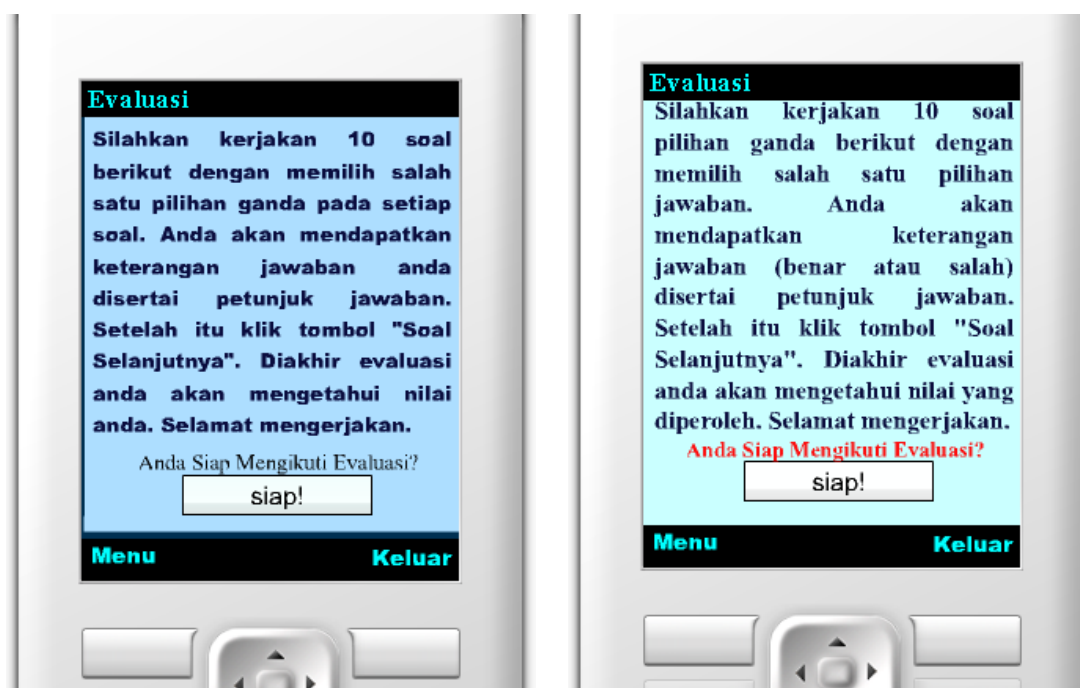 Evaluasi
Silahkan kerjakan 10 soal
berikut dengan memilih salah
satu pilihan ganda pada setiap
soal. Anda akan mendapatkan
keterangan jawaban anda
disertai petunjuk jawaban.
Setelah itu klik tombol "Soal
Selanjutnya". Diakhir evaluasi
anda akan mengetahui nilai
anda. Selamat mengerjakan.
Anda Siap Mengikuti Evaluasi?
siap!
Menu Keluar
Evaluasi
Silahkan kerjakan 10 soal
pilihan ganda berikut dengan
memilih salah satu pilihan
jawaban. Anda akan
mendapatkan keterangan
jawaban (benar atau salah)
disertai petunjuk jawaban.
Setelah itu klik tombol "Soal
Selanjutnya". Diakhir evaluasi
anda akan mengetahui nilai yang
diperoleh. Selamat mengerjakan.
Anda Siap Mengikuti Evaluasi?
siap!
Menu Keluar